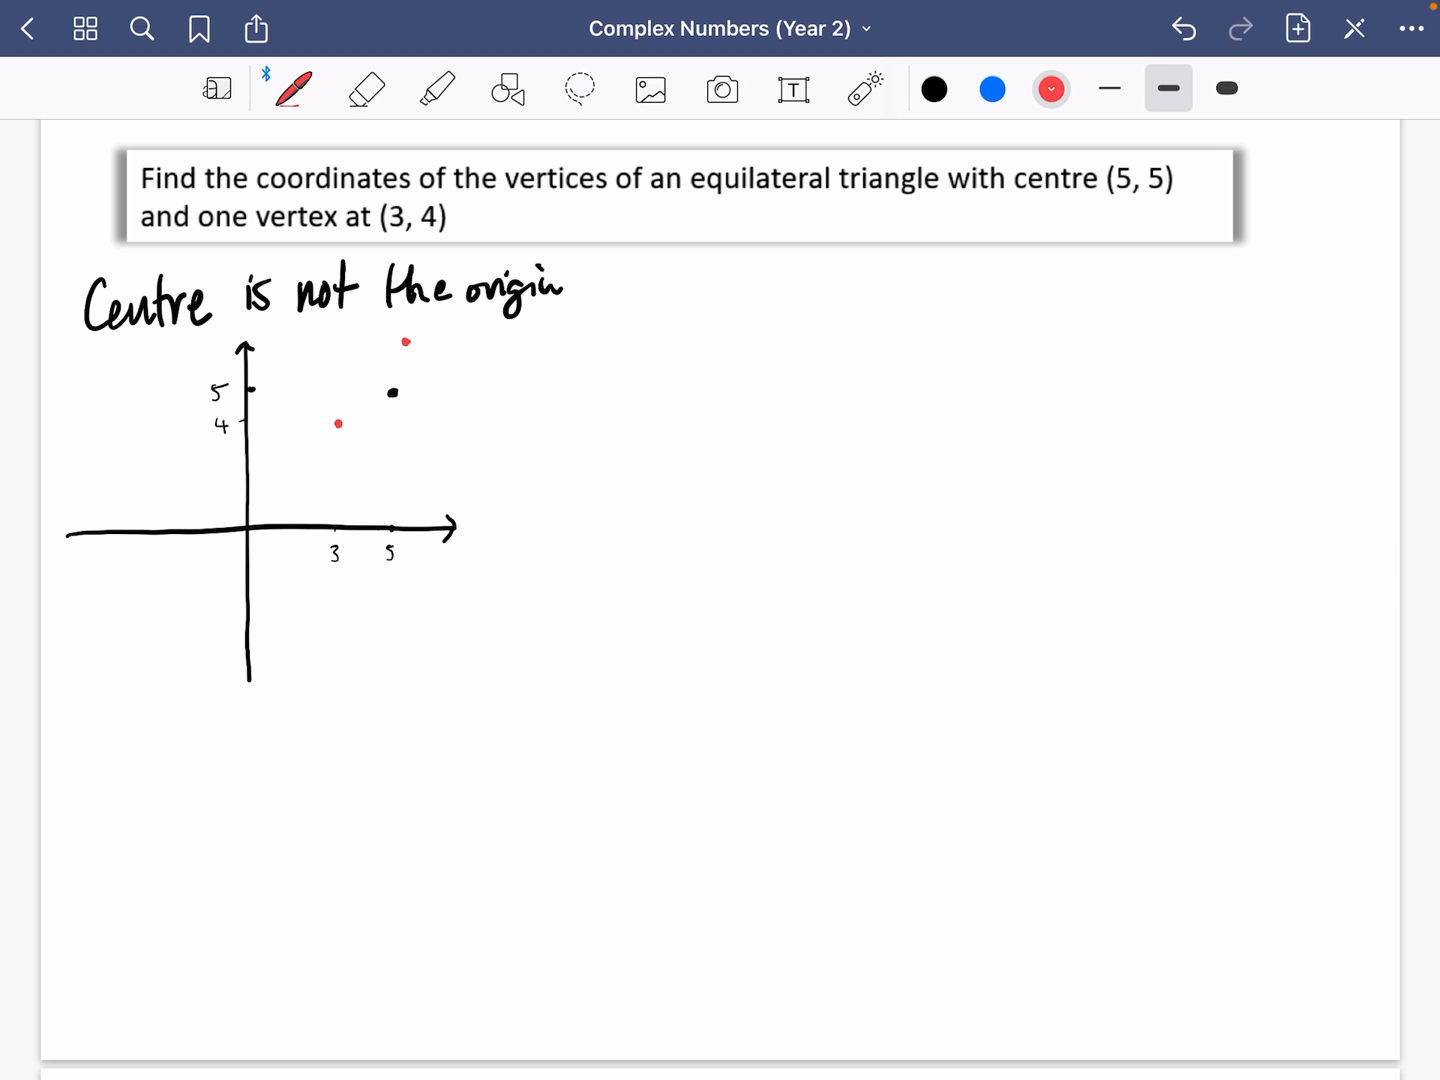 Complex Numbers (Year 2)
a
T
Find the coordinates of the vertices of an equilateral triangle with centre (5, 5)
and one vertex at (3, 4)
Centre is not the origin
5
4
3 5